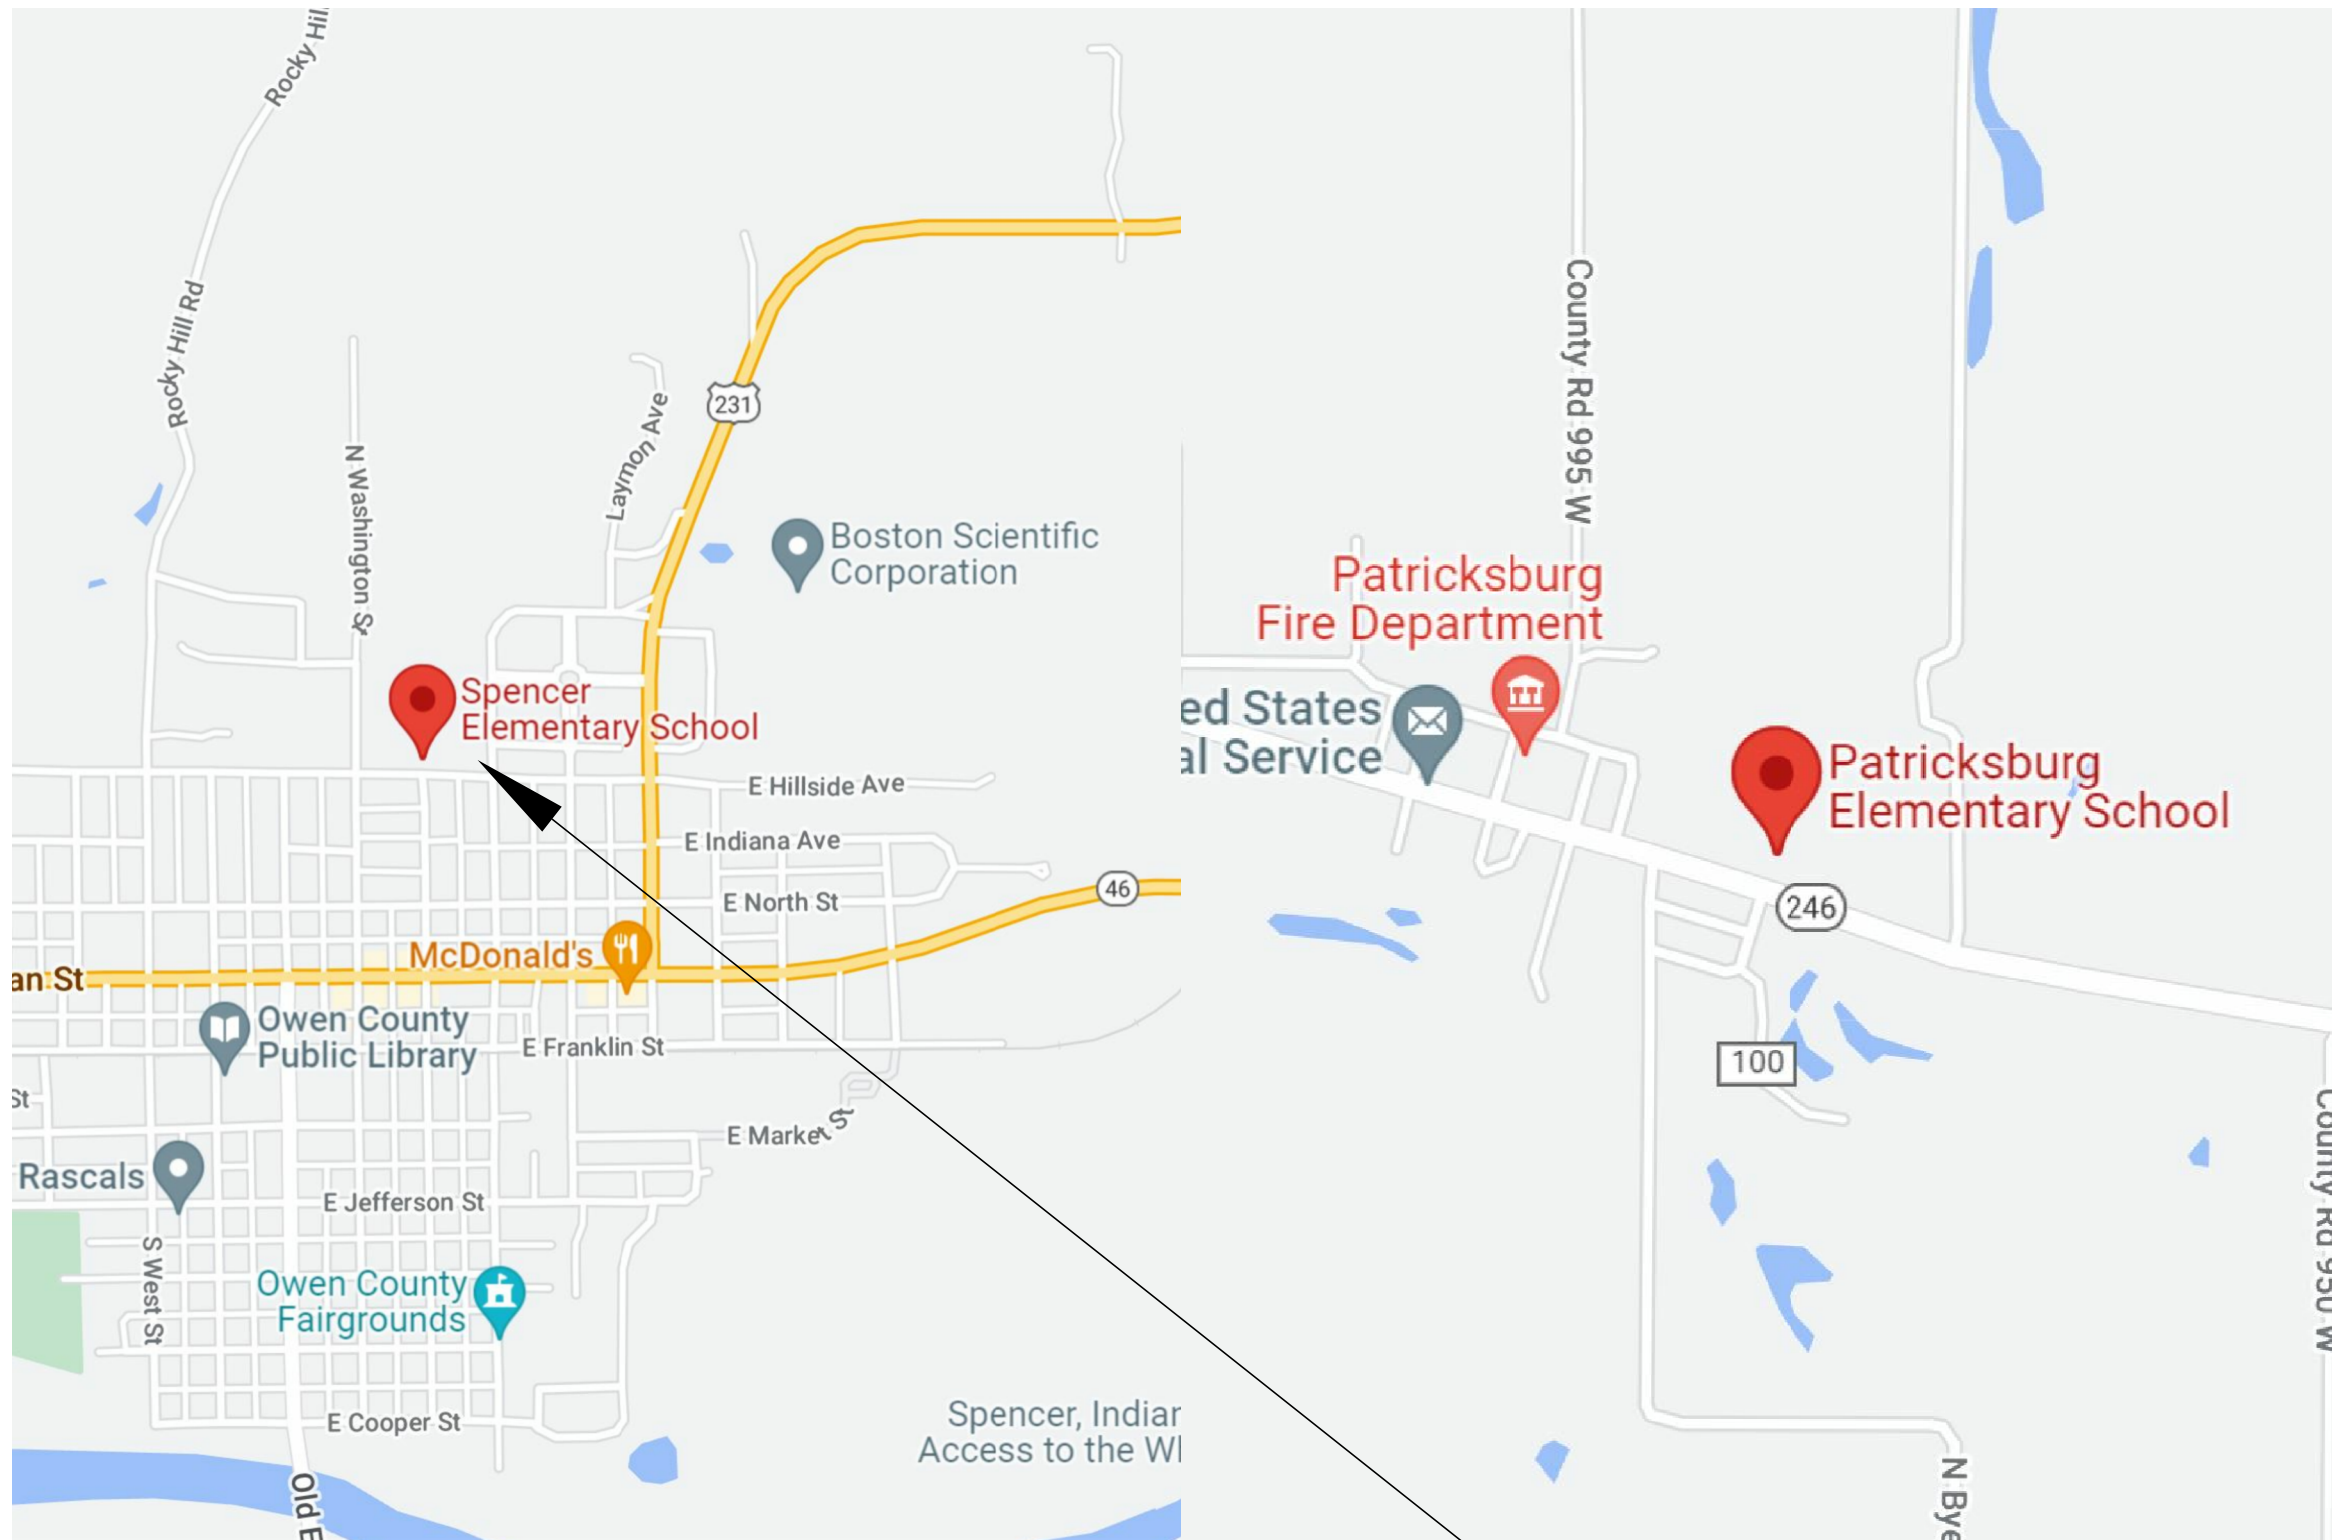 Rocky Hil
Rocky Hill Rd
N Washington St
Laymon Ave
231
Boston Scientific
Corporation
Spencer
Elementary School
E Hillside Ave
E Indiana Ave
E North St
46
McDonald's
an St
Owen County
Public Library
E Franklin St
St
E Market St
Rascals
E Jefferson St
S West St
Owen County
Fairgrounds
E Cooper St
Spencer, Indiar
Access to the Wh
Old E
County Rd 995 W
Patricksburg
Fire Department
ed States
al Service
Patricksburg
Elementary School
246
100
County Rd 950 W
N Bye